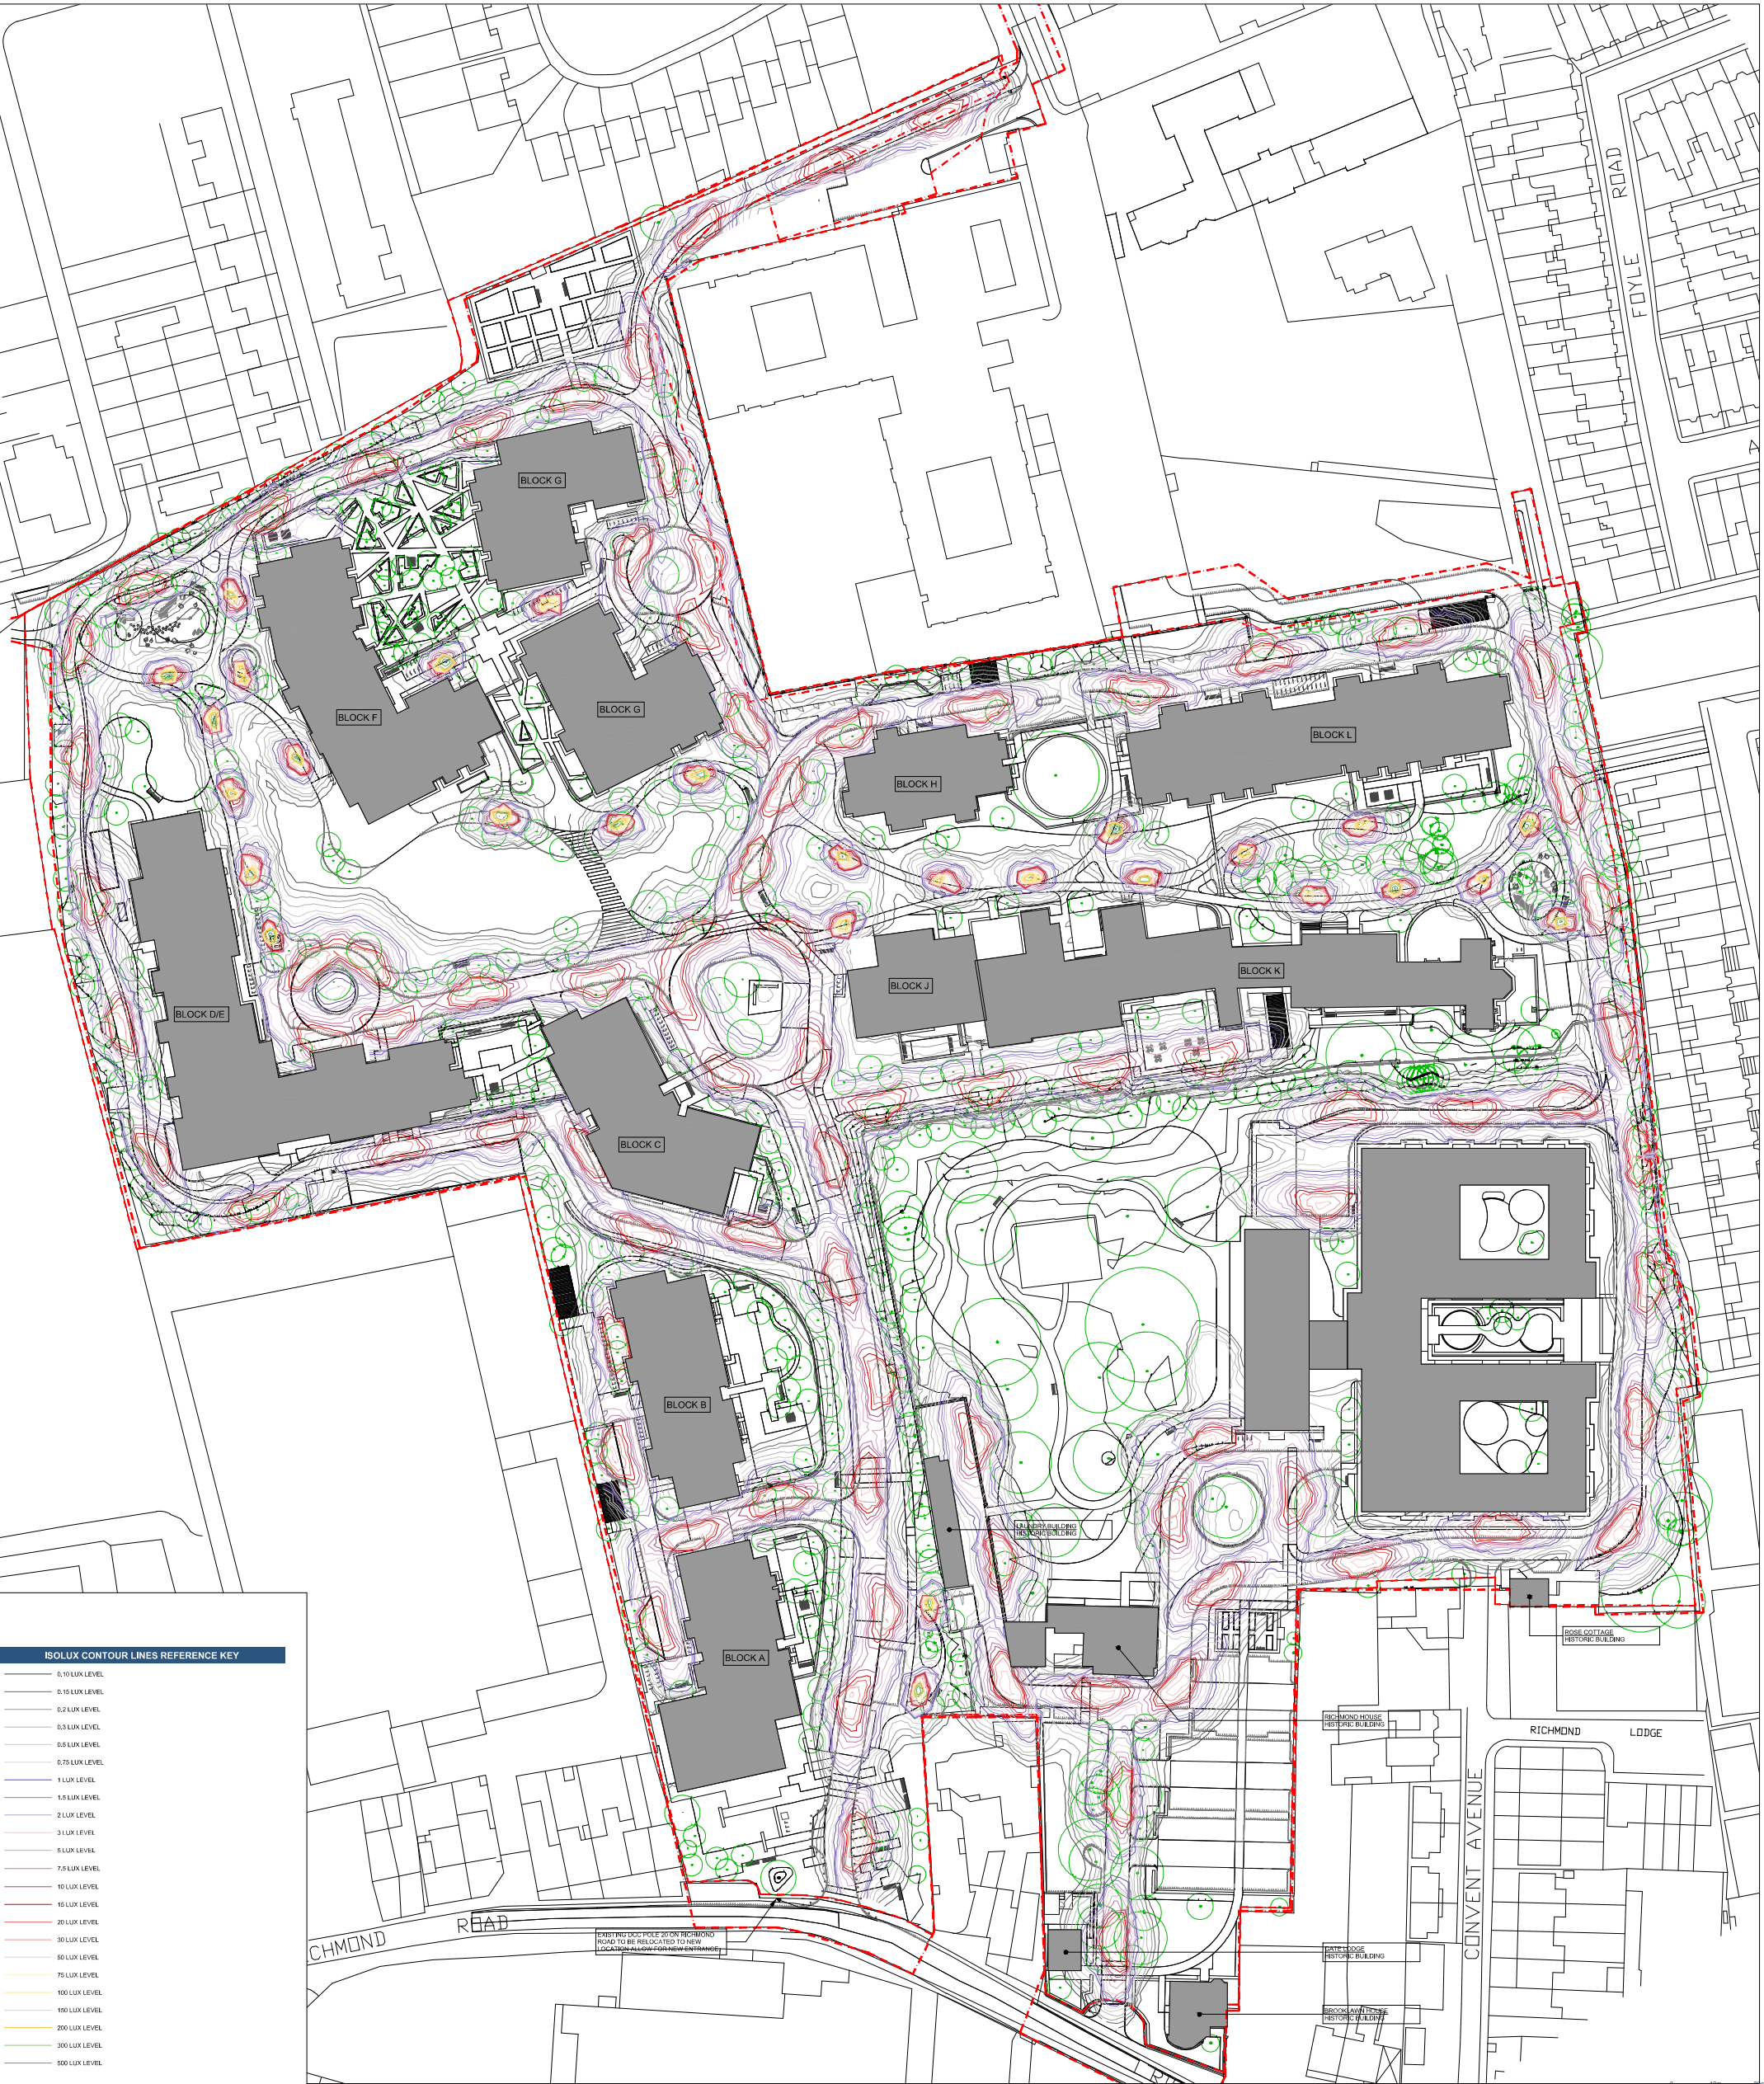 FOYLE ROAD
BLOCK G
BLOCK F
BLOCK G
BLOCK L
BLOCK H
BLOCK J
BLOCK K
BLOCK D/E
BLOCK C
BLOCK B
BLOCK A
LAUNDRY BUILDING
HISTORIC BUILDING
ROSE COTTAGE
HISTORIC BUILDING
RICHMOND HOUSE
HISTORIC BUILDING
RICHMOND LODGE
CONVENT AVENUE
GATE LODGE
HISTORIC BUILDING
BROOKLAWN HOUSE
HISTORIC BUILDING
CHMOND ROAD
EXISTING DCC POLE 20 ON RICHMOND
ROAD TO BE RELOCATED TO NEW
LOCATION ALLOW FOR NEW ENTRANCE
ISOLUX CONTOUR LINES REFERENCE KEY
0.10 LUX LEVEL
0.15 LUX LEVEL
0.2 LUX LEVEL
0.3 LUX LEVEL
0.5 LUX LEVEL
0.75 LUX LEVEL
1 LUX LEVEL
1.5 LUX LEVEL
2 LUX LEVEL
3 LUX LEVEL
5 LUX LEVEL
7.5 LUX LEVEL
10 LUX LEVEL
15 LUX LEVEL
20 LUX LEVEL
30 LUX LEVEL
50 LUX LEVEL
75 LUX LEVEL
100 LUX LEVEL
150 LUX LEVEL
200 LUX LEVEL
300 LUX LEVEL
500 LUX LEVEL